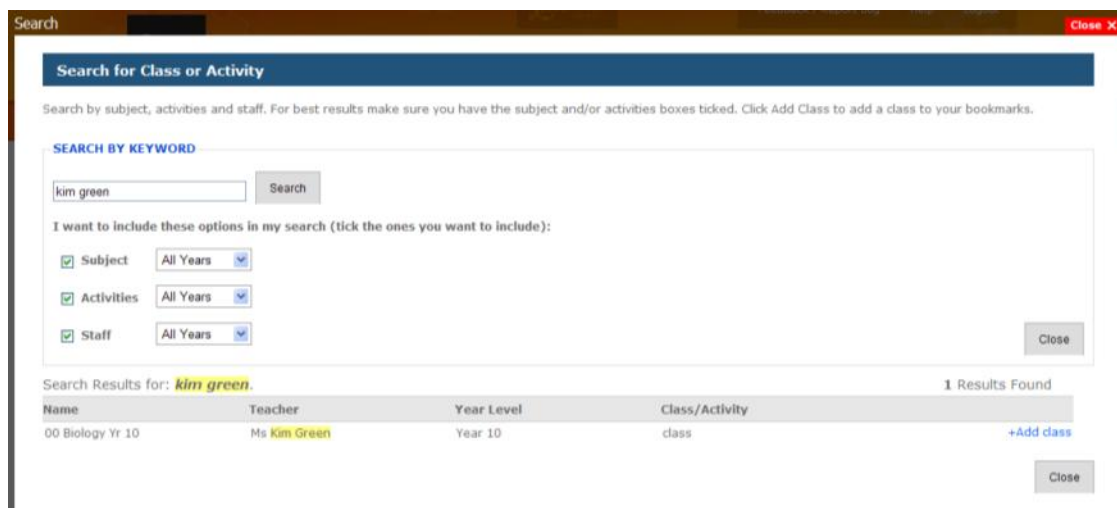 Search
Close X
Search for Class or Activity
Search by subject, activities and staff. For best results make sure you have the subject and/or activities boxes ticked. Click Add Class to add a class to your bookmarks.
SEARCH BY KEYWORD
kim green Search
I want to include these options in my search (tick the ones you want to include):
Subject All Years
Activities All Years
Staff All Years
Close
Search Results for: kim green. 1 Results Found
Name Teacher Year Level Class/Activity
00 Biology Yr 10 Ms Kim Green Year 10 class +Add class
Close